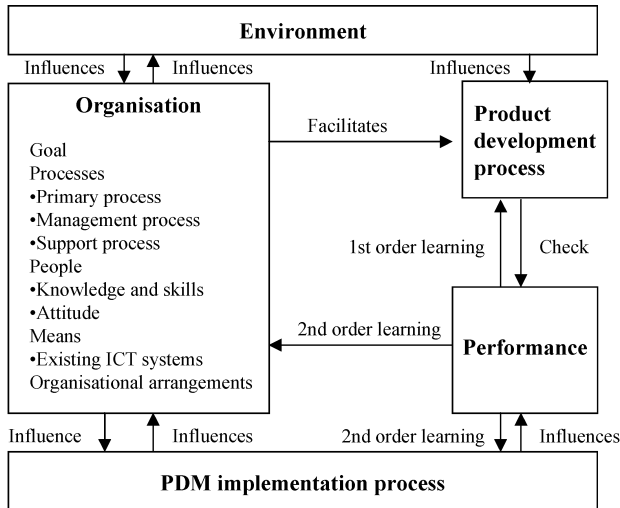 Environment
Influences
Influences
Influences
Organisation
Goal
Processes
•Primary process
•Management process
•Support process
People
•Knowledge and skills
•Attitude
Means
•Existing ICT systems
Organisational arrangements
Facilitates
Product
development
process
1st order learning
Check
2nd order learning
Performance
Influence
Influences
2nd order learning
Influences
PDM implementation process